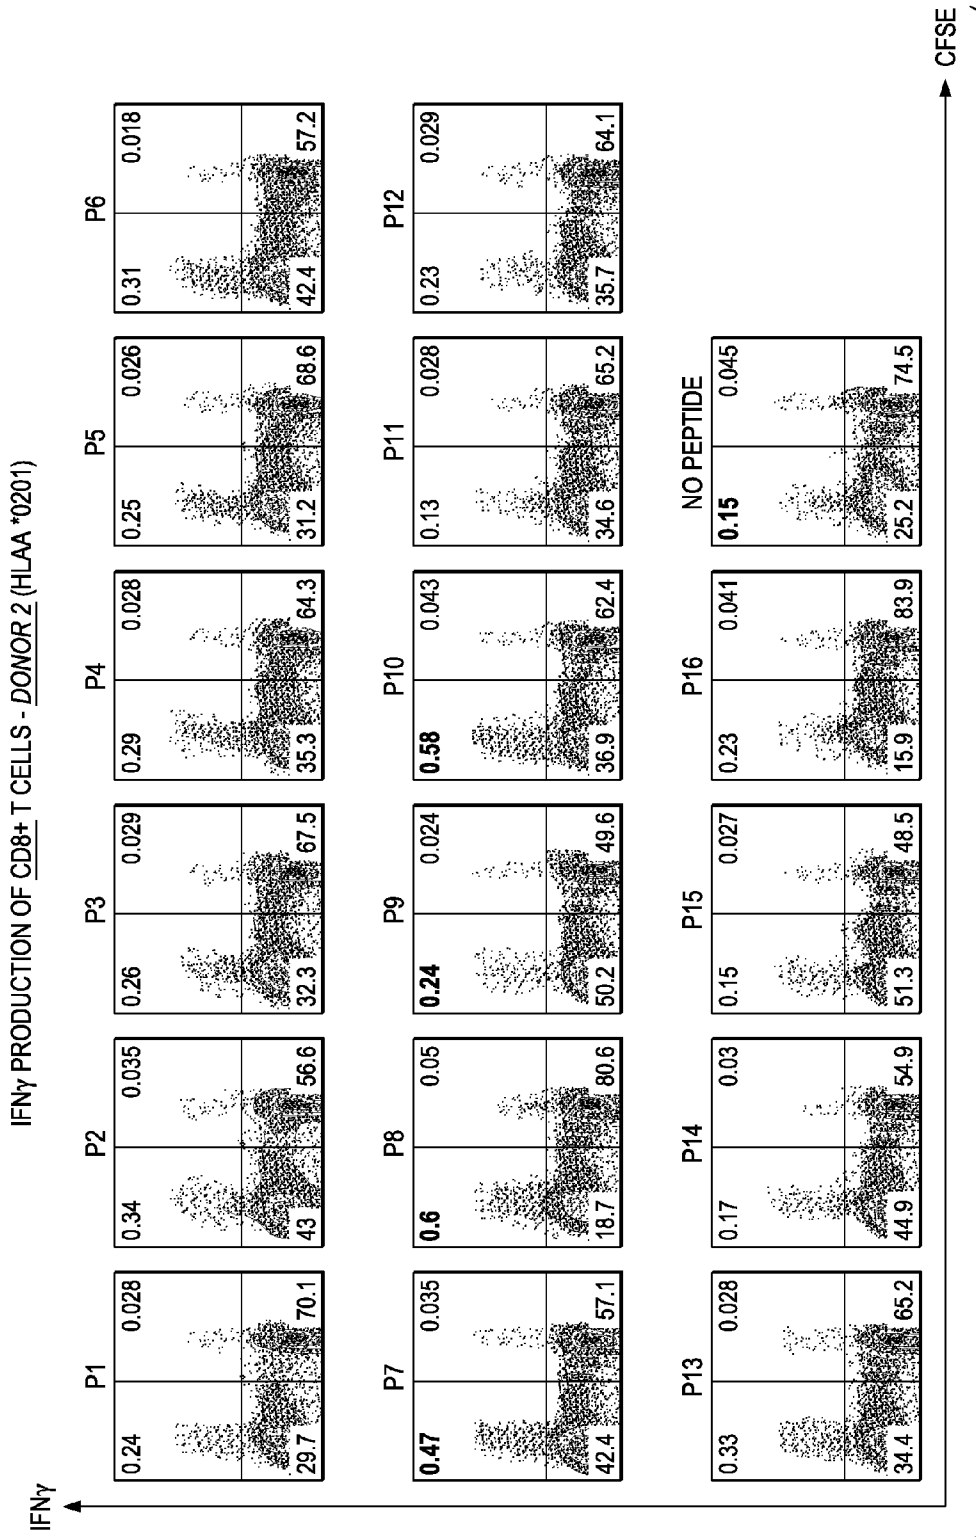 IFNγ PRODUCTION OF CD8+ T CELLS - DONOR 2 (HLAA *0201)
IFNγ
P1
0.24 0.028
29.7 70.1
P2
0.34 0.035
43 56.6
P3
0.26 0.029
32.3 67.5
P4
0.29 0.028
35.3 64.3
P5
0.25 0.026
31.2 68.6
P6
0.31 0.018
42.4 57.2
P7
0.47 0.035
42.4 57.1
P8
0.6 0.05
18.7 80.6
P9
0.24 0.024
50.2 49.6
P10
0.58 0.043
36.9 62.4
P11
0.13 0.028
34.6 65.2
P12
0.23 0.029
35.7 64.1
P13
0.33 0.028
34.4 65.2
P14
0.17 0.03
44.9 54.9
P15
0.15 0.027
51.3 48.5
P16
0.23 0.041
15.9 83.9
NO PEPTIDE
0.15 0.045
25.2 74.5
CFSE